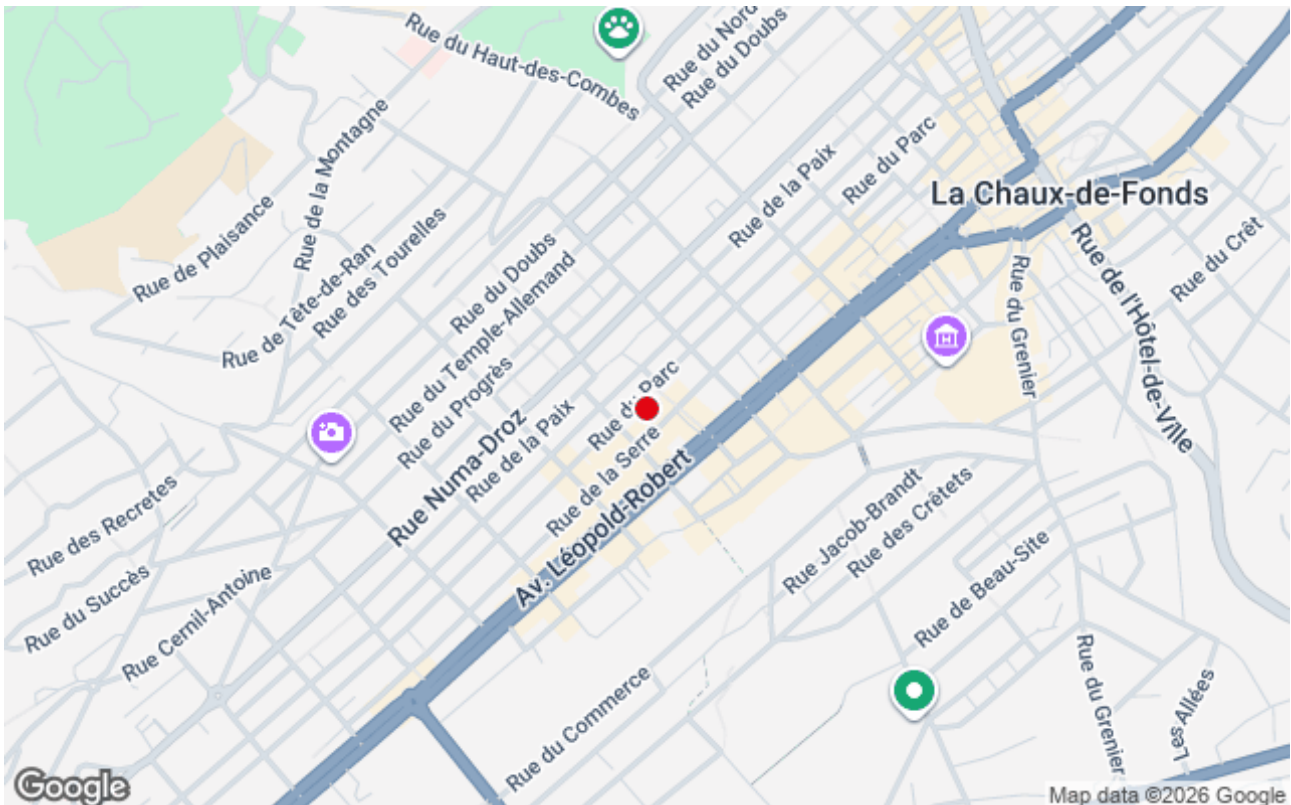 Rue du Haut-des-Combes
Rue du Nord
Rue du Doubs
Rue de la Montagne
Rue de la Paix
Rue du Parc
La Chaux-de-Fonds
Rue de Plaisance
Rue de Tête-de-Ran
Rue des Tourelles
Rue du Doubs
Rue du Temple-Allemand
Rue du Progrès
Rue Numa-Droz
Rue de la Paix
Rue du Parc
Rue de la Serre
Av. Léopold-Robert
Rue du Grenier
Rue de l'Hôtel-de-Ville
Rue du Crêt
Rue des Recretes
Rue du Succès
Rue Cernil-Antoine
Rue Jacob-Brandt
Rue des Crêtets
Rue de Beau-Site
Rue du Commerce
Rue du Grenier
Les Allées
Google
Map data ©2026 Google